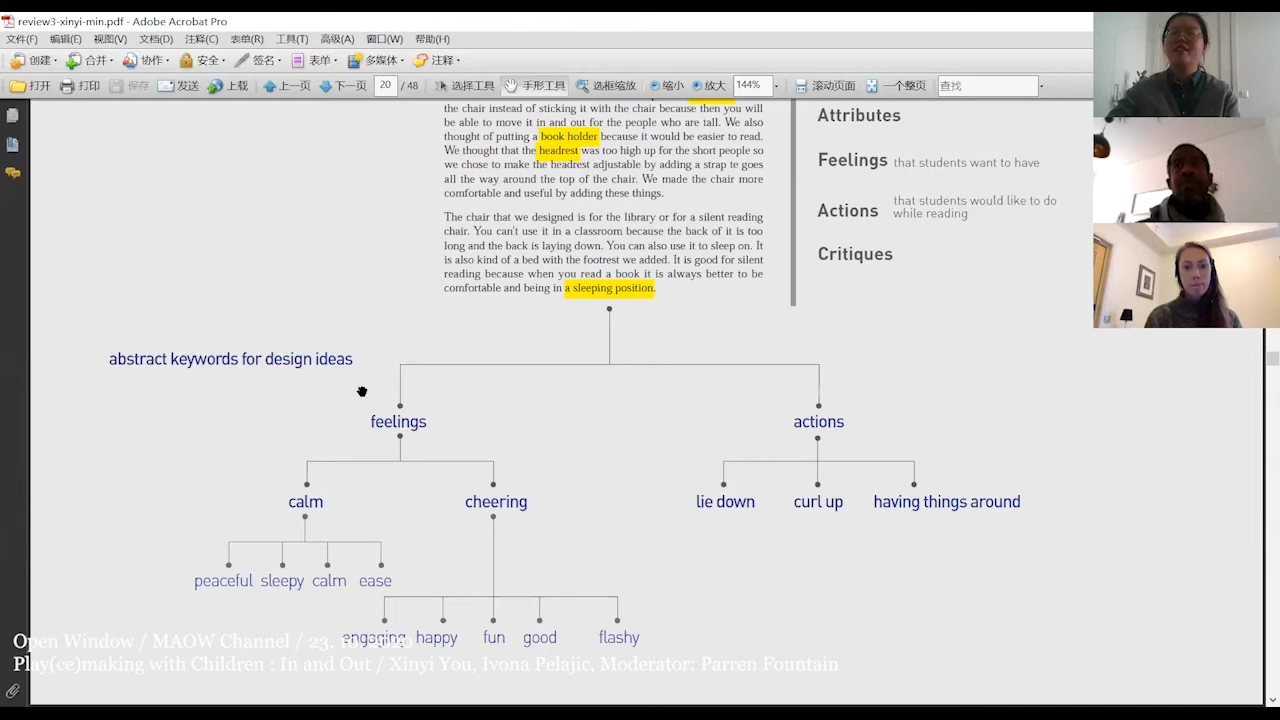 review3-xinyi-min.pdf - Adobe Acrobat Pro
文件(F) 编辑(E) 视图(V) 文档(D) 注释(C) 表单(R) 工具(T) 高级(A) 窗口(W) 帮助(H)
创建 合并 协作 安全 签名 表单 多媒体 注释
打开 打印 保存 发送 上载 上一页 下一页 20 / 48 选择工具 手形工具 选框缩放 缩小 放大 144% 滚动页面 一个整页 查找
the chair instead of sticking it with the chair because then you will
be able to move it in and out for the people who are tall. We also
thought of putting a book holder because it would be easier to read.
We thought that the headrest was too high up for the short people so
we chose to make the headrest adjustable by adding a strap te goes
all the way around the top of the chair. We made the chair more
comfortable and useful by adding these things.
The chair that we designed is for the library or for a silent reading
chair. You can't use it in a classroom because the back of it is too
long and the back is laying down. You can also use it to sleep on. It
is also kind of a bed with the footrest we added. It is good for silent
reading because when you read a book it is always better to be
comfortable and being in a sleeping position.
Attributes
Feelings that students want to have
Actions that students would like to do
while reading
Critiques
abstract keywords for design ideas
feelings actions
calm cheering lie down curl up having things around
peaceful sleepy calm ease
engaging happy fun good flashy
Open Window / MAOW Channel / 23. 10. 2020
Play(ce)making with Children : In and Out / Xinyi You, Ivona Pelajic, Moderator: Parren Fountain